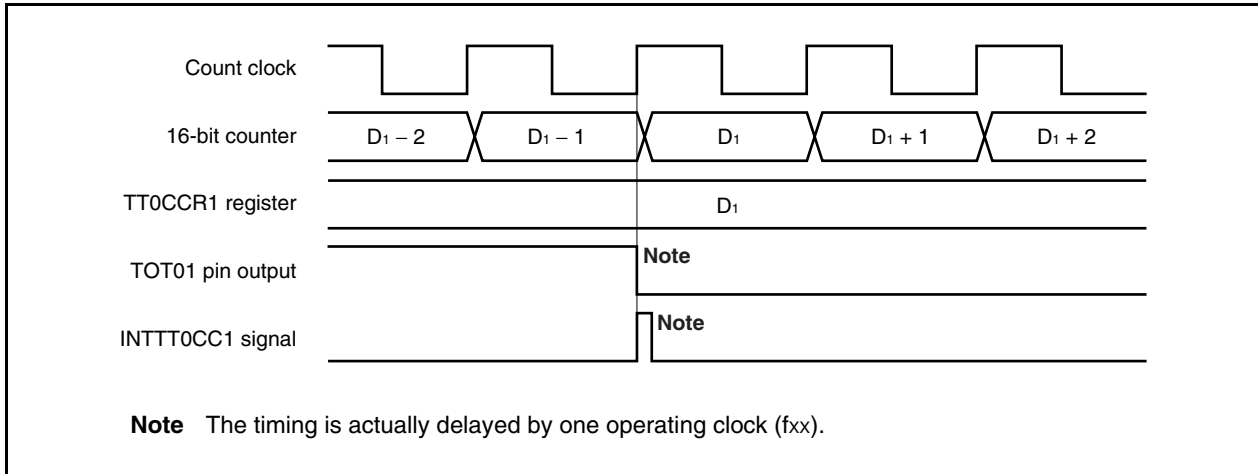 Count clock
16-bit counter D1 − 2 D1 − 1 D1 D1 + 1 D1 + 2
TT0CCR1 register D1
TOT01 pin output Note
INTTT0CC1 signal Note
Note The timing is actually delayed by one operating clock (fxx).